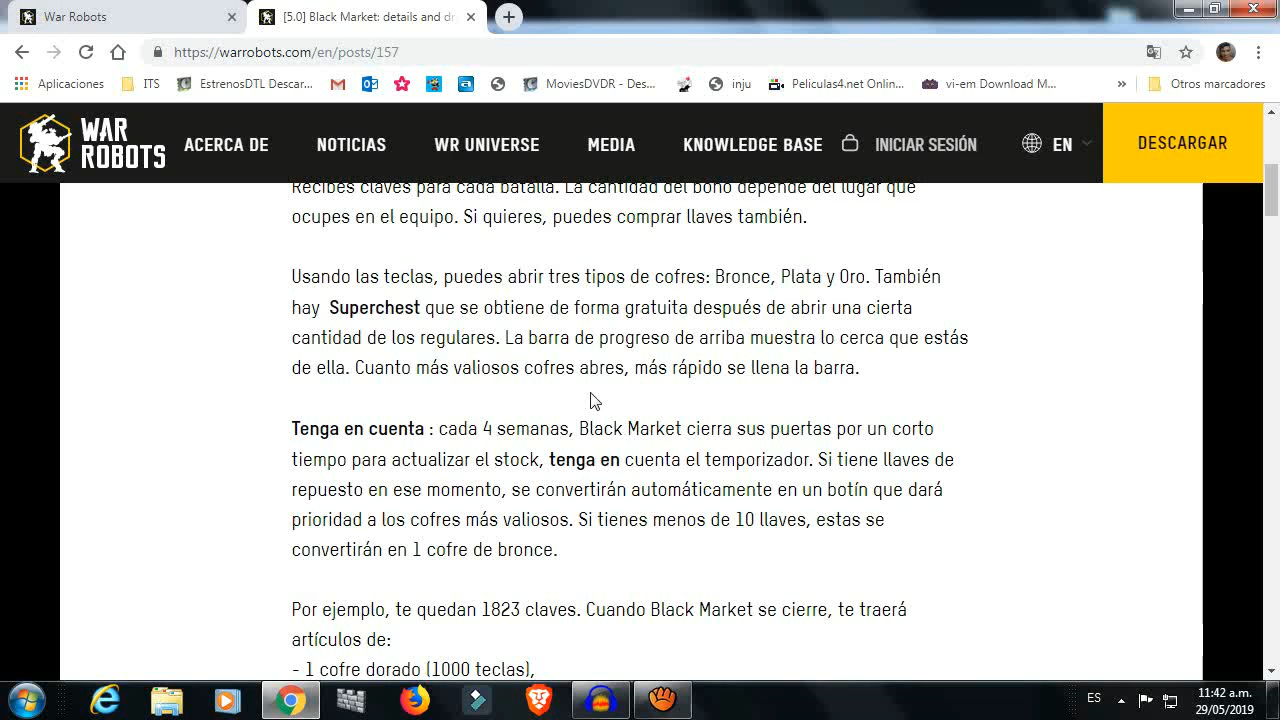 War Robots
[5.0] Black Market: details and dr
https://warrobots.com/en/posts/157
Aplicaciones
ITS
EstrenosDTL Descar...
MoviesDVDR - Des...
inju
Peliculas4.net Onlin...
vi-em Download M...
»
Otros marcadores
WAR
ROBOTS
ACERCA DE
NOTICIAS
WR UNIVERSE
MEDIA
KNOWLEDGE BASE
INICIAR SESIÓN
EN
DESCARGAR
Recibes claves para cada batalla. La cantidad del bono depende del lugar que
ocupes en el equipo. Si quieres, puedes comprar llaves también.
Usando las teclas, puedes abrir tres tipos de cofres: Bronce, Plata y Oro. También
hay Superchest que se obtiene de forma gratuita después de abrir una cierta
cantidad de los regulares. La barra de progreso de arriba muestra lo cerca que estás
de ella. Cuanto más valiosos cofres abres, más rápido se llena la barra.
Tenga en cuenta : cada 4 semanas, Black Market cierra sus puertas por un corto
tiempo para actualizar el stock, tenga en cuenta el temporizador. Si tiene llaves de
repuesto en ese momento, se convertirán automáticamente en un botín que dará
prioridad a los cofres más valiosos. Si tienes menos de 10 llaves, estas se
convertirán en 1 cofre de bronce.
Por ejemplo, te quedan 1823 claves. Cuando Black Market se cierre, te traerá
artículos de:
- 1 cofre dorado (1000 teclas),
ES
11:42 a.m.
29/05/2019